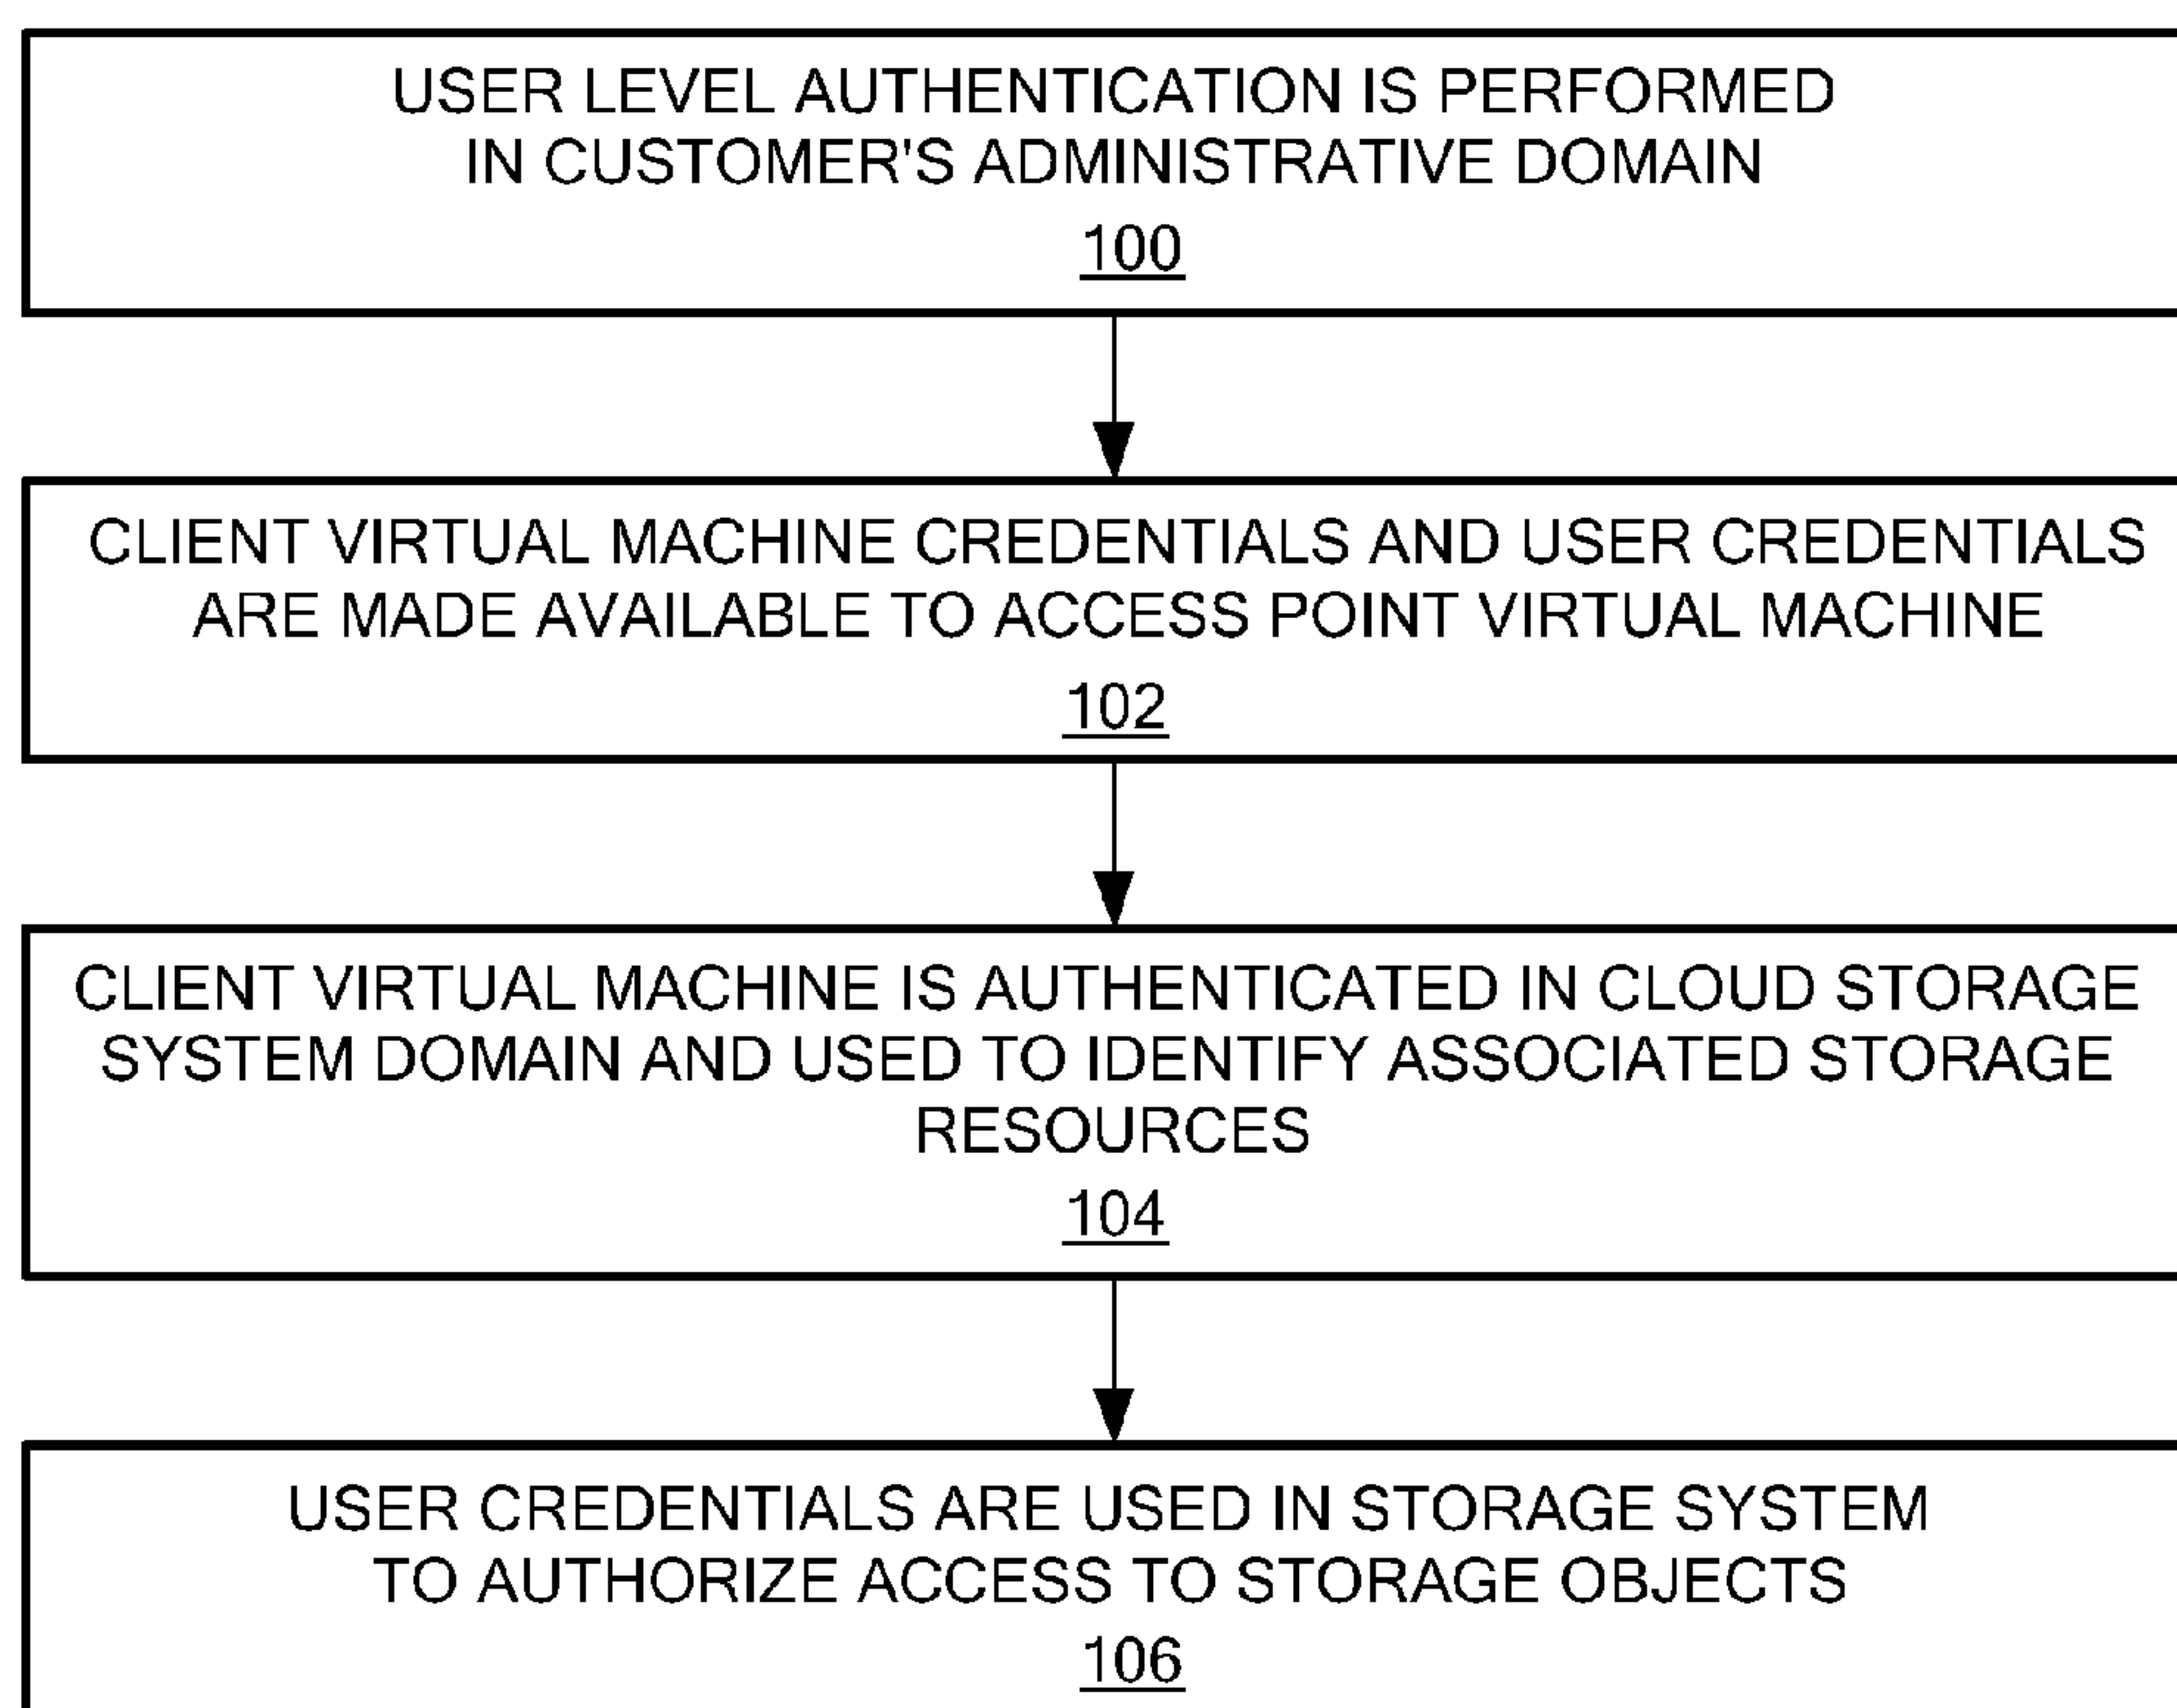 USER LEVEL AUTHENTICATION IS PERFORMED
IN CUSTOMER'S ADMINISTRATIVE DOMAIN
100
CLIENT VIRTUAL MACHINE CREDENTIALS AND USER CREDENTIALS
ARE MADE AVAILABLE TO ACCESS POINT VIRTUAL MACHINE
102
CLIENT VIRTUAL MACHINE IS AUTHENTICATED IN CLOUD STORAGE
SYSTEM DOMAIN AND USED TO IDENTIFY ASSOCIATED STORAGE
RESOURCES
104
USER CREDENTIALS ARE USED IN STORAGE SYSTEM
TO AUTHORIZE ACCESS TO STORAGE OBJECTS
106